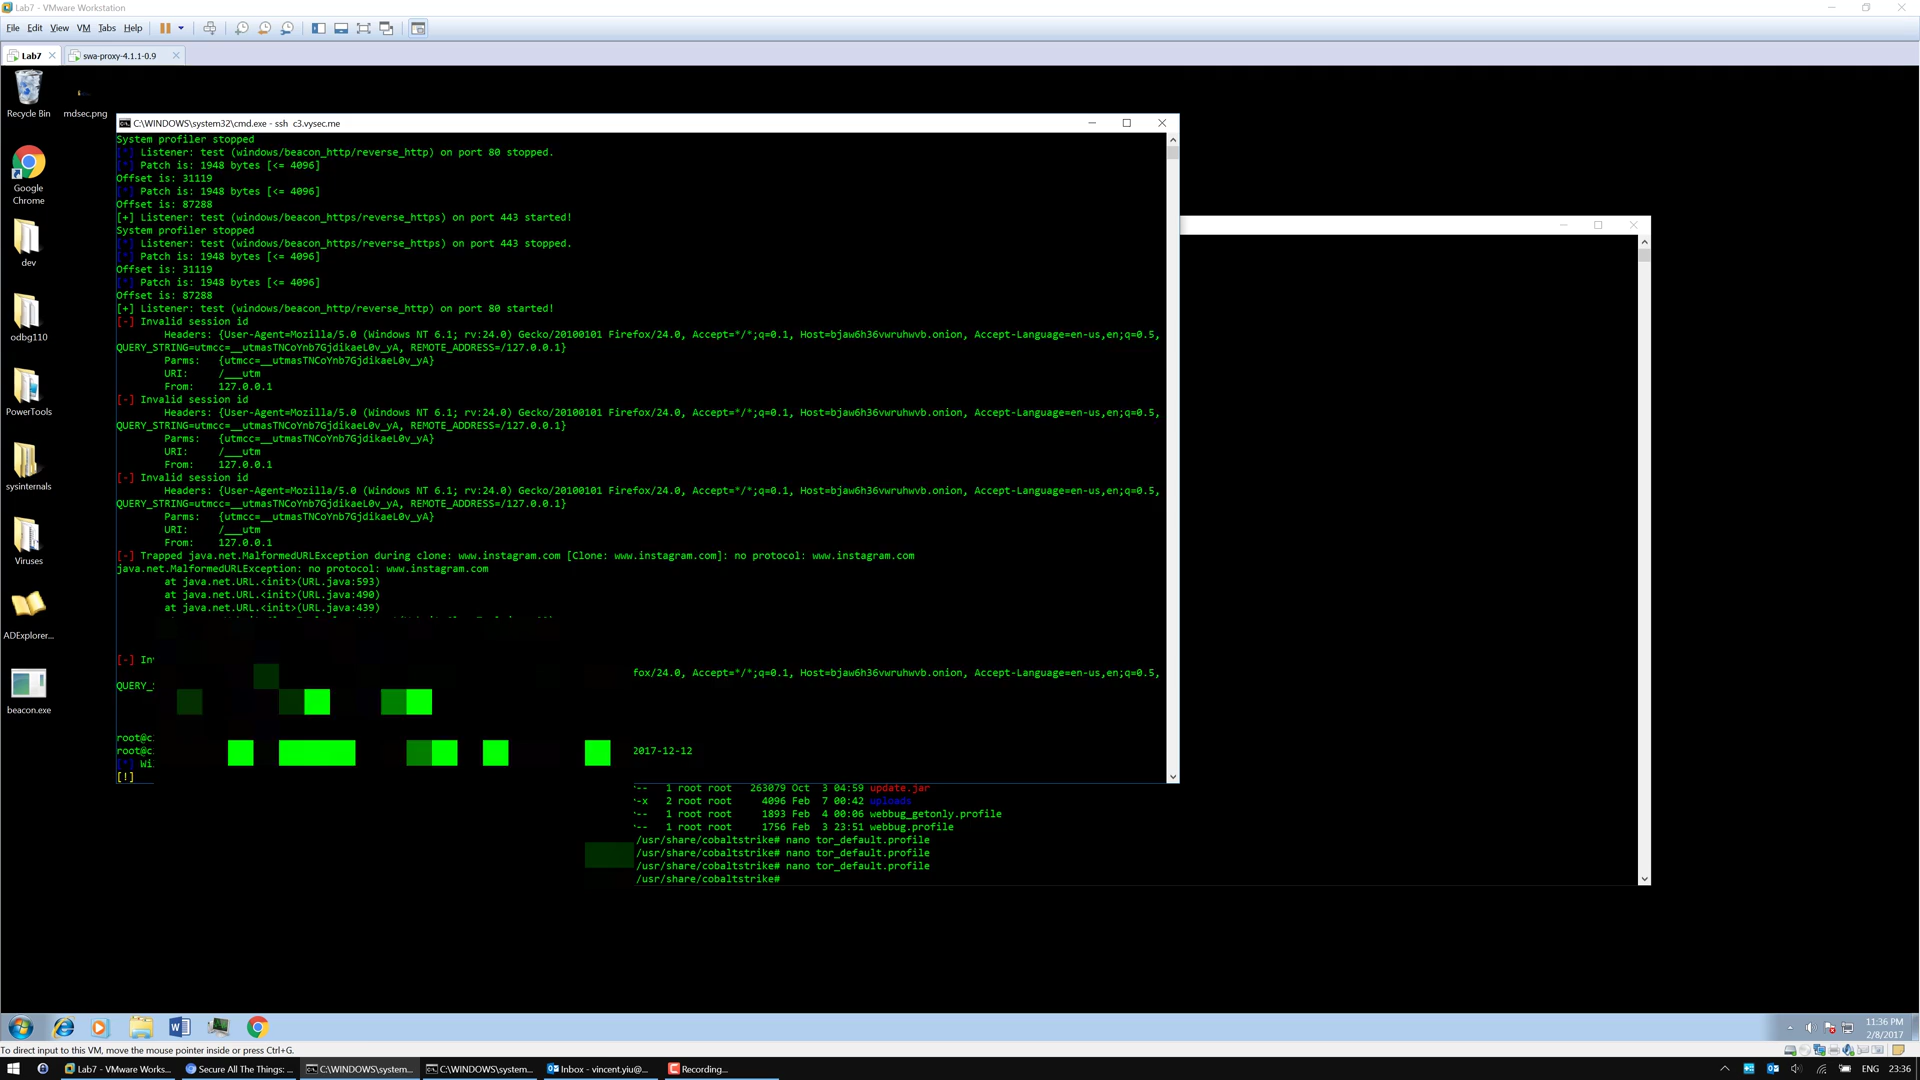 Lab7 - VMware Workstation
File Edit View VM Tabs Help
Lab7
swa-proxy-4.1.1-0.9
Recycle Bin
mdsec.png
Google Chrome
dev
odbg110
PowerTools
sysinternals
Viruses
ADExplorer...
beacon.exe
C:\WINDOWS\system32\cmd.exe - ssh c3.vysec.me
System profiler stopped
[*] Listener: test (windows/beacon_http/reverse_http) on port 80 stopped.
[*] Patch is: 1948 bytes [<= 4096]
Offset is: 31119
[*] Patch is: 1948 bytes [<= 4096]
Offset is: 87288
[+] Listener: test (windows/beacon_https/reverse_https) on port 443 started!
System profiler stopped
[*] Listener: test (windows/beacon_https/reverse_https) on port 443 stopped.
[*] Patch is: 1948 bytes [<= 4096]
Offset is: 31119
[*] Patch is: 1948 bytes [<= 4096]
Offset is: 87288
[+] Listener: test (windows/beacon_http/reverse_http) on port 80 started!
[-] Invalid session id
Headers: {User-Agent=Mozilla/5.0 (Windows NT 6.1; rv:24.0) Gecko/20100101 Firefox/24.0, Accept=*/*;q=0.1, Host=bjaw6h36vwruhwvb.onion, Accept-Language=en-us,en;q=0.5,
QUERY_STRING=utmcc=__utmasTNCoYnb7GjdikaeL0v_yA, REMOTE_ADDRESS=/127.0.0.1}
Parms: {utmcc=__utmasTNCoYnb7GjdikaeL0v_yA}
URI: /___utm
From: 127.0.0.1
[-] Invalid session id
Headers: {User-Agent=Mozilla/5.0 (Windows NT 6.1; rv:24.0) Gecko/20100101 Firefox/24.0, Accept=*/*;q=0.1, Host=bjaw6h36vwruhwvb.onion, Accept-Language=en-us,en;q=0.5,
QUERY_STRING=utmcc=__utmasTNCoYnb7GjdikaeL0v_yA, REMOTE_ADDRESS=/127.0.0.1}
Parms: {utmcc=__utmasTNCoYnb7GjdikaeL0v_yA}
URI: /___utm
From: 127.0.0.1
[-] Invalid session id
Headers: {User-Agent=Mozilla/5.0 (Windows NT 6.1; rv:24.0) Gecko/20100101 Firefox/24.0, Accept=*/*;q=0.1, Host=bjaw6h36vwruhwvb.onion, Accept-Language=en-us,en;q=0.5,
QUERY_STRING=utmcc=__utmasTNCoYnb7GjdikaeL0v_yA, REMOTE_ADDRESS=/127.0.0.1}
Parms: {utmcc=__utmasTNCoYnb7GjdikaeL0v_yA}
URI: /___utm
From: 127.0.0.1
[-] Trapped java.net.MalformedURLException during clone: www.instagram.com [Clone: www.instagram.com]: no protocol: www.instagram.com
java.net.MalformedURLException: no protocol: www.instagram.com
at java.net.URL.<init>(URL.java:593)
at java.net.URL.<init>(URL.java:490)
at java.net.URL.<init>(URL.java:439)
[-] In
fox/24.0, Accept=*/*;q=0.1, Host=bjaw6h36vwruhwvb.onion, Accept-Language=en-us,en;q=0.5,
QUERY_
root@c
root@c 2017-12-12
[*] Wi
[!]
-- 1 root root 263079 Oct 3 04:59 update.jar
-x 2 root root 4096 Feb 7 00:42 uploads
-- 1 root root 1893 Feb 4 00:06 webbug_getonly.profile
-- 1 root root 1756 Feb 3 23:51 webbug.profile
/usr/share/cobaltstrike# nano tor_default.profile
/usr/share/cobaltstrike# nano tor_default.profile
/usr/share/cobaltstrike# nano tor_default.profile
/usr/share/cobaltstrike#
11:36 PM
2/8/2017
To direct input to this VM, move the mouse pointer inside or press Ctrl+G.
Lab7 - VMware Works... Secure All The Things: ... C:\WINDOWS\system... C:\WINDOWS\system... Inbox - vincent.yiu@... Recording... ENG 23:36